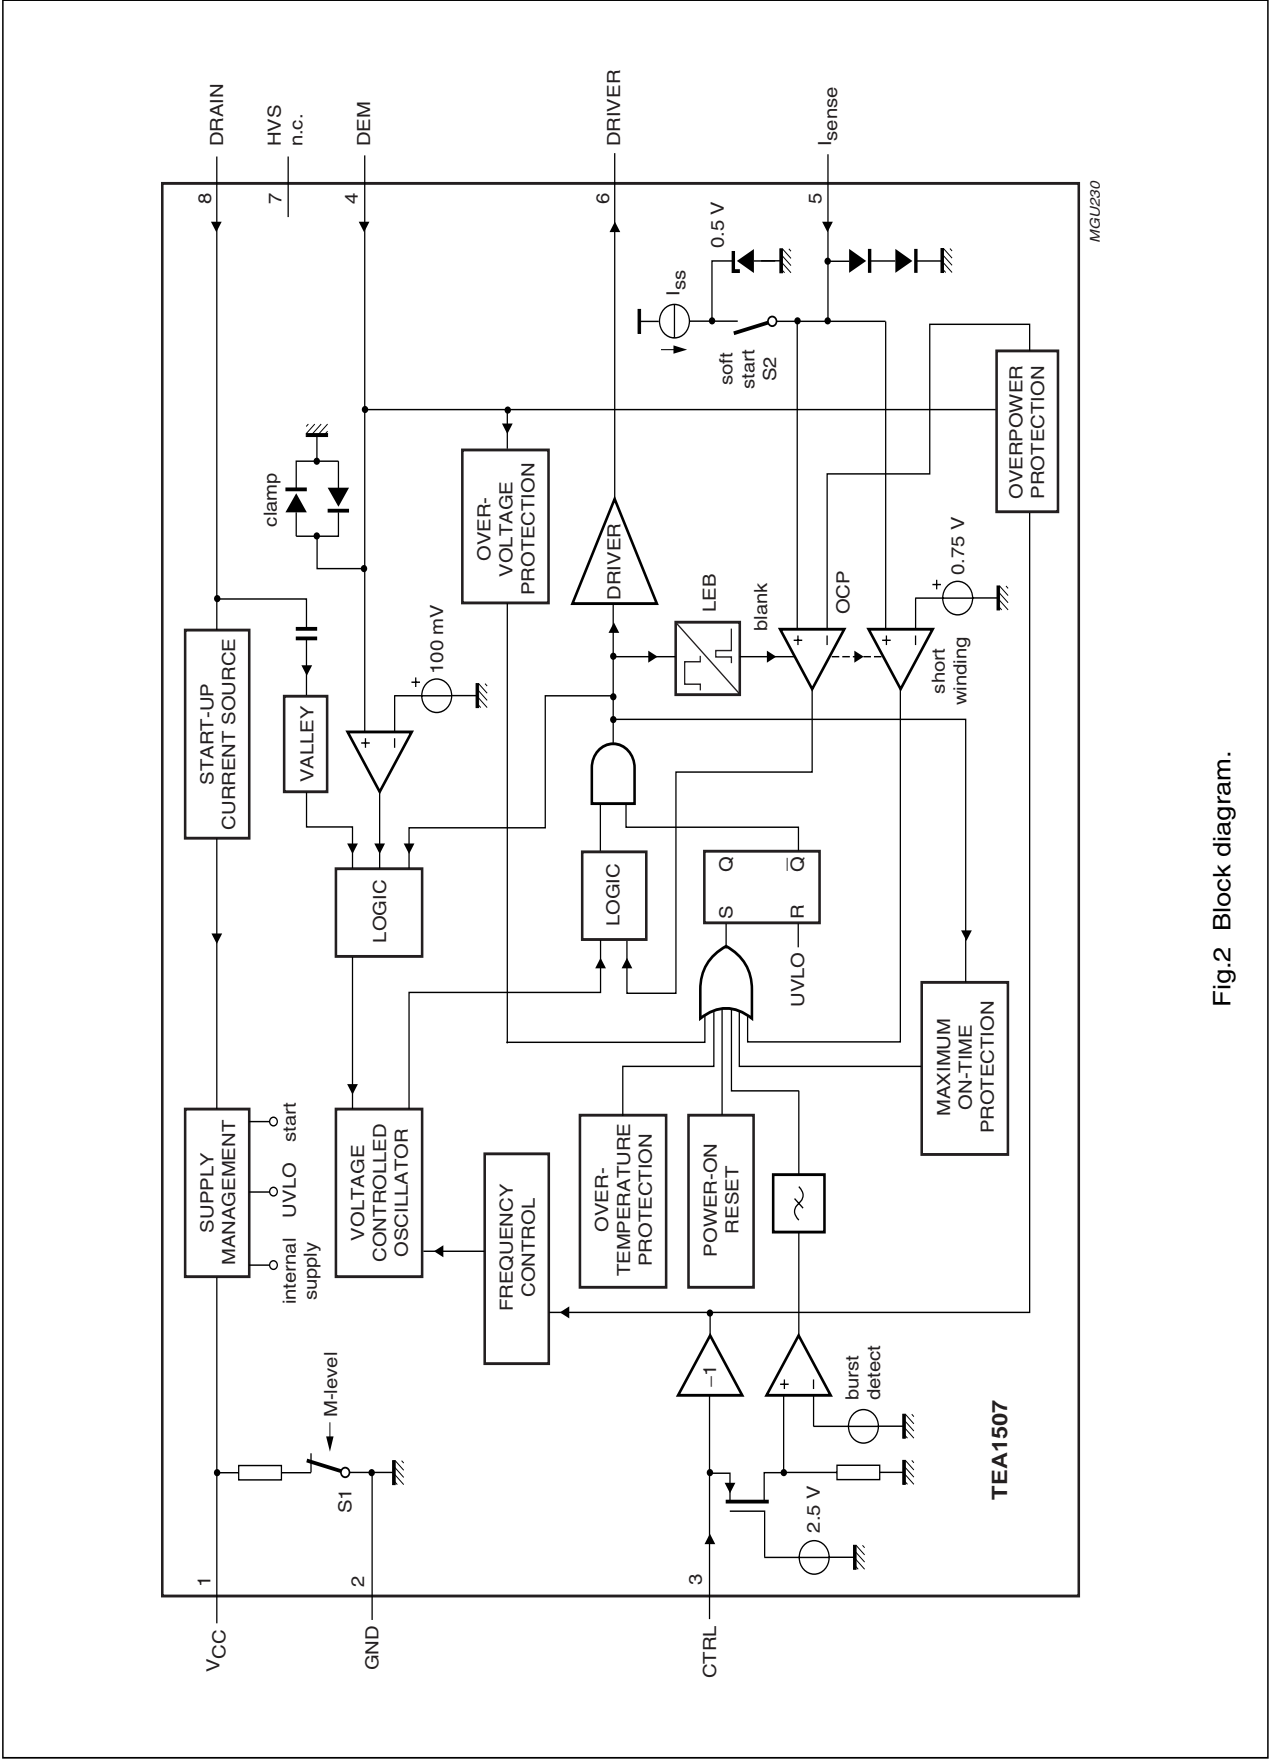 VCC
1
GND
2
CTRL
3
DRAIN
8
HVS
n.c.
7
DEM
4
DRIVER
6
Isense
5
SUPPLY
MANAGEMENT
internal
supply
UVLO
start
START-UP
CURRENT SOURCE
clamp
VALLEY
M-level
S1
VOLTAGE
CONTROLLED
OSCILLATOR
LOGIC
+
−
+
100 mV
FREQUENCY
CONTROL
OVER-
VOLTAGE
PROTECTION
OVER-
TEMPERATURE
PROTECTION
LOGIC
DRIVER
POWER-ON
RESET
S
Q
R
Q
UVLO
LEB
blank
Iss
0.5 V
soft
start
S2
−1
+
−
burst
detect
2.5 V
+
−
OCP
+
−
short
winding
+
0.75 V
MAXIMUM
ON-TIME
PROTECTION
OVERPOWER
PROTECTION
TEA1507
MGU230
Fig.2 Block diagram.